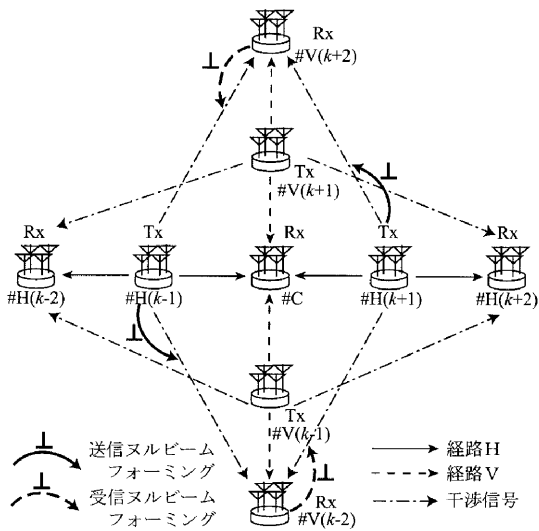 Rx
#V(k+2)
⊥
Tx
#V(k+1)
⊥
Rx
Tx
Rx
Tx
Rx
#H(k-2)
#H(k-1)
#C
#H(k+1)
#H(k+2)
⊥
Tx
#V(k-1)
⊥
Rx
#V(k-2)
⊥
送信ヌルビーム
フォーミング
⊥
受信ヌルビーム
フォーミング
経路H
経路V
干渉信号